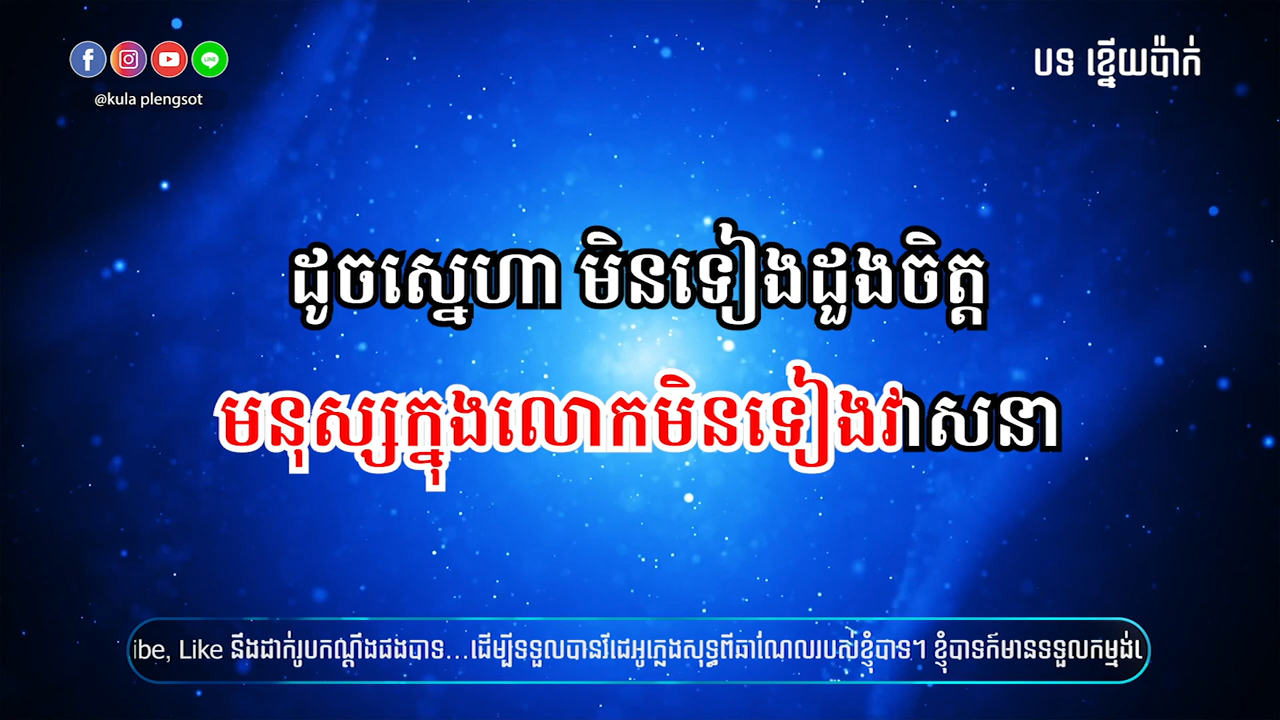 បទ ខ្នើយប៉ាក់
@kula plengsot
ដូចស្នេហា មិនទៀងដួងចិត្ត
មនុស្សក្នុងលោកមិនទៀងវាសនា
ibe, Like នឹងដាក់រូបកណ្ដឹងផងបាទ...ដើម្បីទទួលបានវីដេអូភ្លេងសុទ្ធពីឆាណែលរបស់ខ្ញុំបាទ។ ខ្ញុំបាទក៍មានទទួលកម្មង់